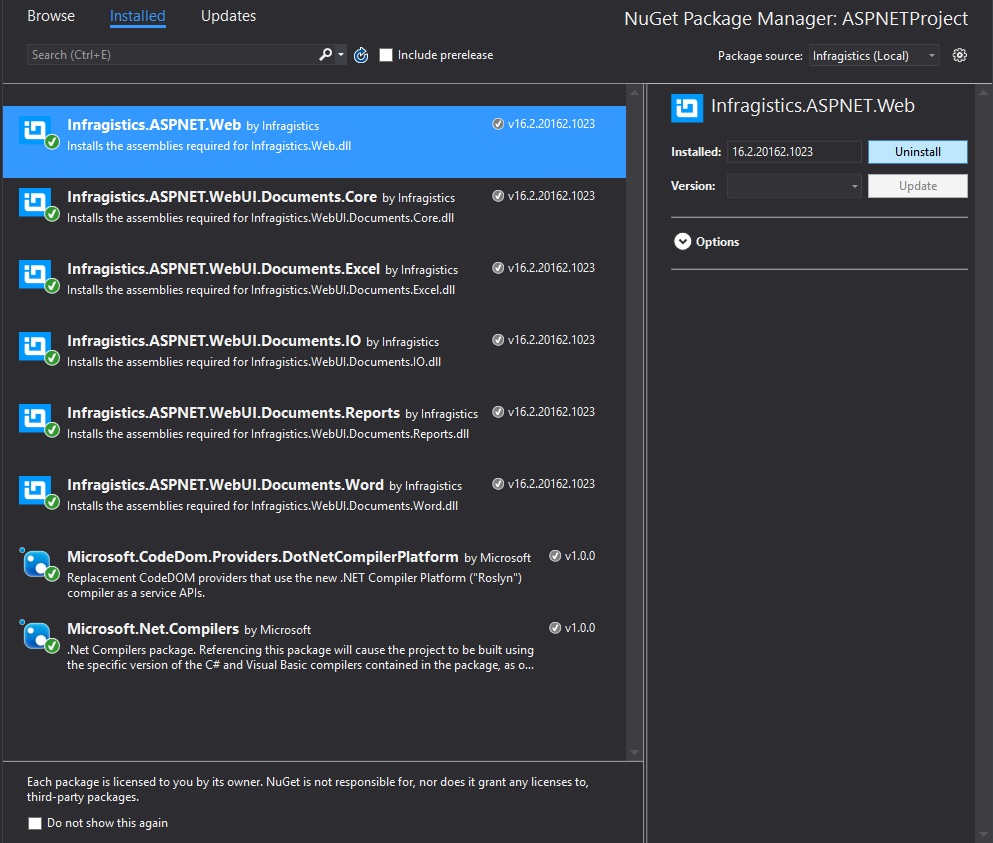 Browse Installed Updates
NuGet Package Manager: ASPNETProject
Search (Ctrl+E)
Include prerelease
Package source: Infragistics (Local)
Infragistics.ASPNET.Web by Infragistics v16.2.20162.1023
Installs the assemblies required for Infragistics.Web.dll
Infragistics.ASPNET.WebUI.Documents.Core by Infragistics v16.2.20162.1023
Installs the assemblies required for Infragistics.WebUI.Documents.Core.dll
Infragistics.ASPNET.WebUI.Documents.Excel by Infragistics v16.2.20162.1023
Installs the assemblies required for Infragistics.WebUI.Documents.Excel.dll
Infragistics.ASPNET.WebUI.Documents.IO by Infragistics v16.2.20162.1023
Installs the assemblies required for Infragistics.WebUI.Documents.IO.dll
Infragistics.ASPNET.WebUI.Documents.Reports by Infragistics v16.2.20162.1023
Installs the assemblies required for Infragistics.WebUI.Documents.Reports.dll
Infragistics.ASPNET.WebUI.Documents.Word by Infragistics v16.2.20162.1023
Installs the assemblies required for Infragistics.WebUI.Documents.Word.dll
Microsoft.CodeDom.Providers.DotNetCompilerPlatform by Microsoft v1.0.0
Replacement CodeDOM providers that use the new .NET Compiler Platform ("Roslyn")
compiler as a service APIs.
Microsoft.Net.Compilers by Microsoft v1.0.0
.Net Compilers package. Referencing this package will cause the project to be built using
the specific version of the C# and Visual Basic compilers contained in the package, as o...
Each package is licensed to you by its owner. NuGet is not responsible for, nor does it grant any licenses to,
third-party packages.
Do not show this again
Infragistics.ASPNET.Web
Installed: 16.2.20162.1023 Uninstall
Version: Update
Options